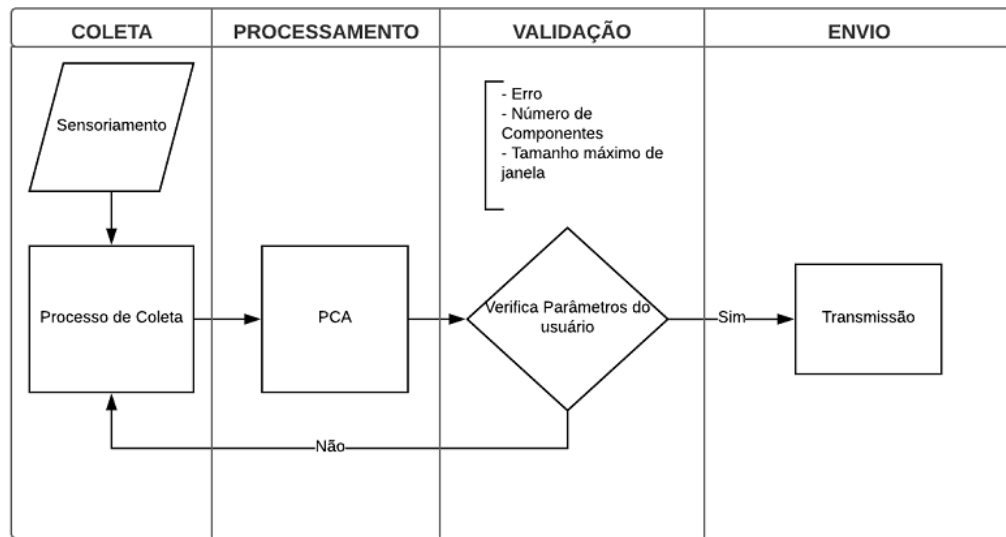 COLETA
PROCESSAMENTO
VALIDAÇÃO
ENVIO
Sensoriamento
- Erro
- Número de
Componentes
- Tamanho máximo de
janela
Processo de Coleta
PCA
Verifica Parâmetros do
usuário
Sim
Transmissão
Não